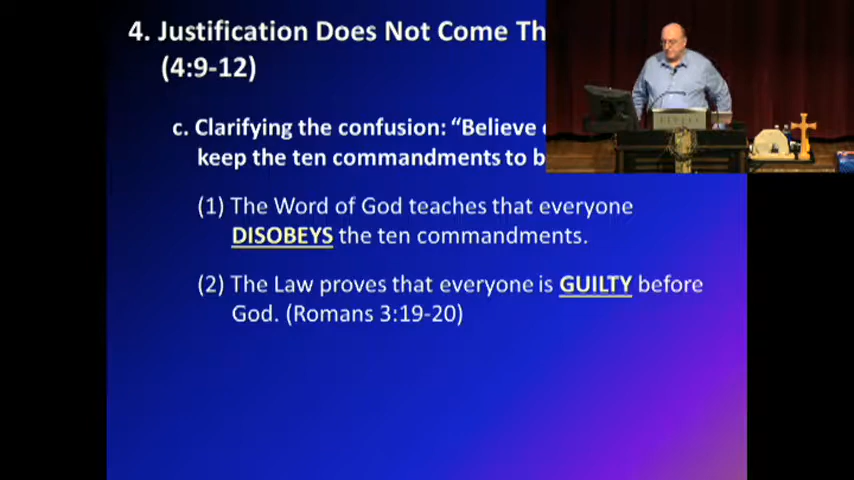 4. Justification Does Not Come Th
(4:9-12)
c. Clarifying the confusion: “Believe
keep the ten commandments to b
(1) The Word of God teaches that everyone
DISOBEYS the ten commandments.
(2) The Law proves that everyone is GUILTY before
God. (Romans 3:19-20)